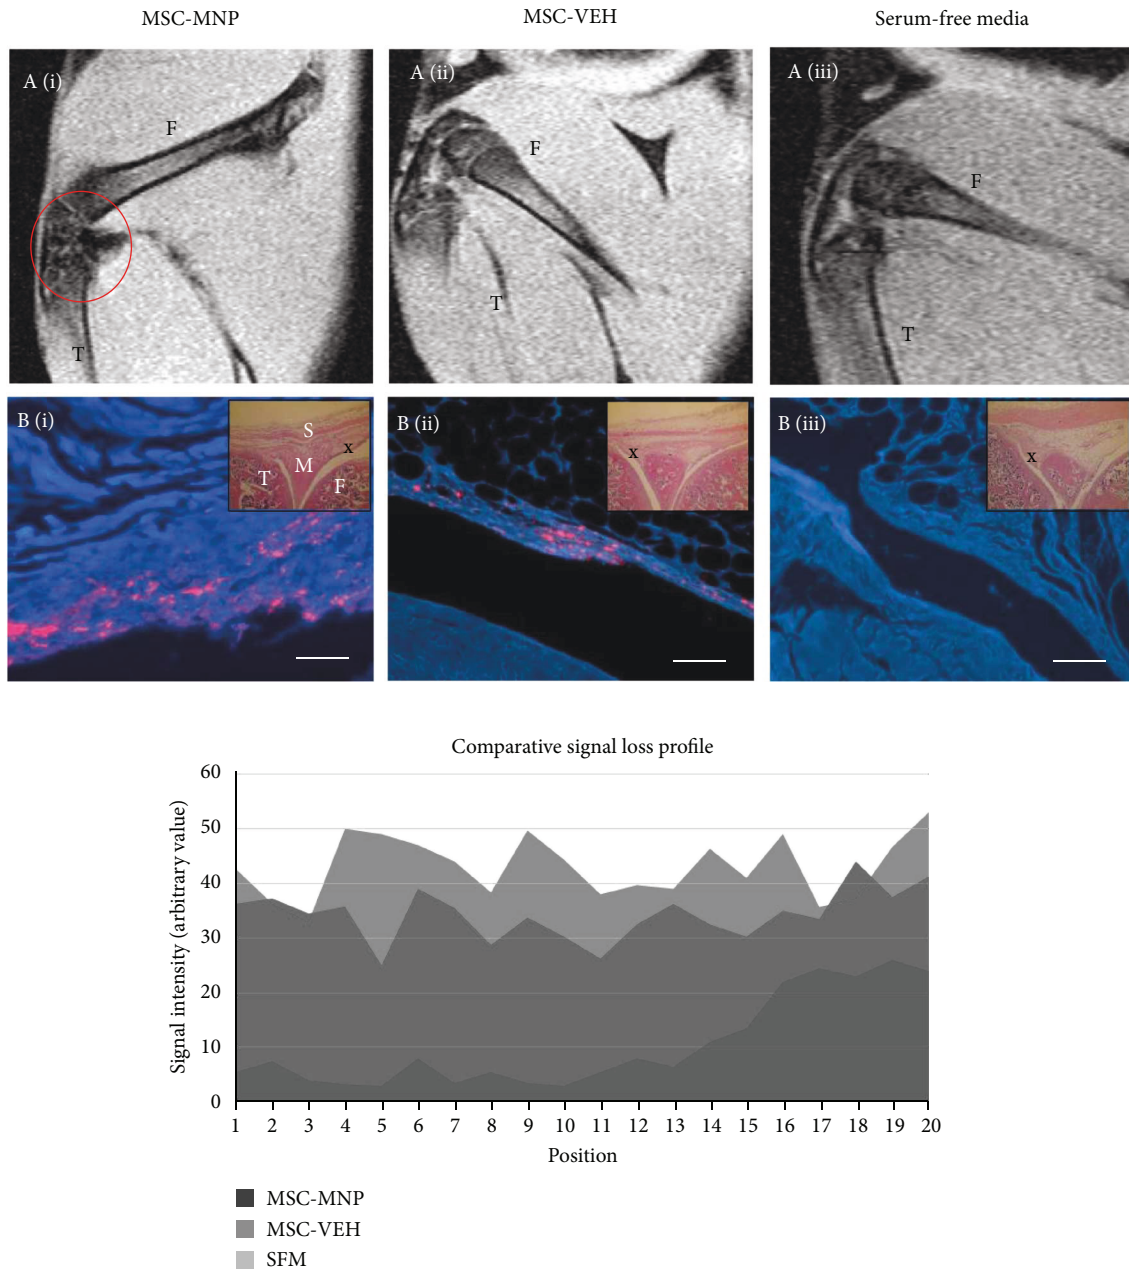 MSC-MNP
MSC-VEH
Serum-free media
A (i)
F
T
A (ii)
F
T
A (iii)
F
T
B (i)
S
x
M
T
F
B (ii)
x
B (iii)
x
Comparative signal loss profile
Signal intensity (arbitrary value)
60
50
40
30
20
10
0
1 2 3 4 5 6 7 8 9 10 11 12 13 14 15 16 17 18 19 20
Position
MSC-MNP
MSC-VEH
SFM